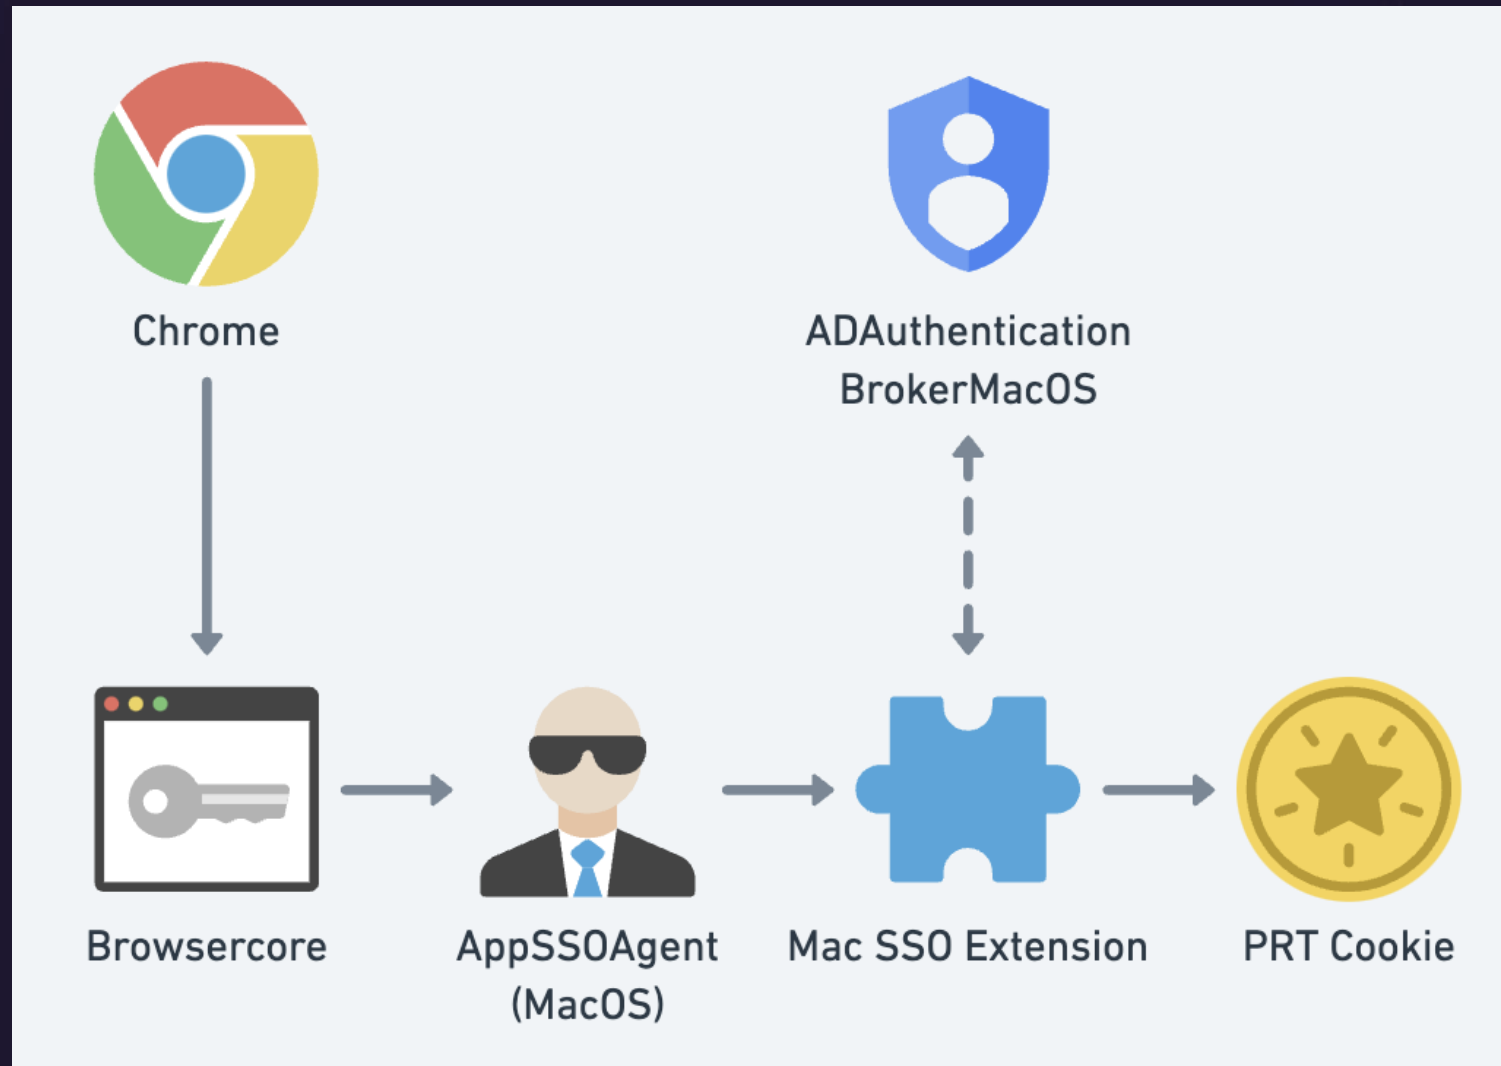 Chrome
ADAuthentication
BrokerMacOS
Browsercore
AppSSOAgent
(MacOS)
Mac SSO Extension
PRT Cookie